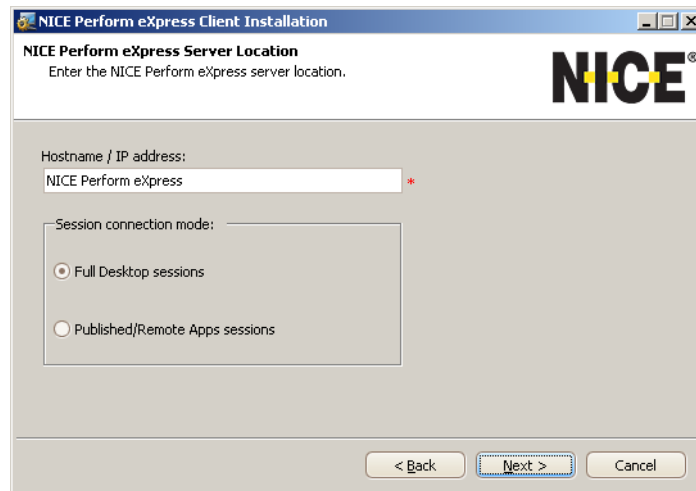 NICE Perform eXpress Client Installation
NICE Perform eXpress Server Location
Enter the NICE Perform eXpress server location.
NICE®
Hostname / IP address:
NICE Perform eXpress *
Session connection mode:
Full Desktop sessions
Published/Remote Apps sessions
< Back Next > Cancel